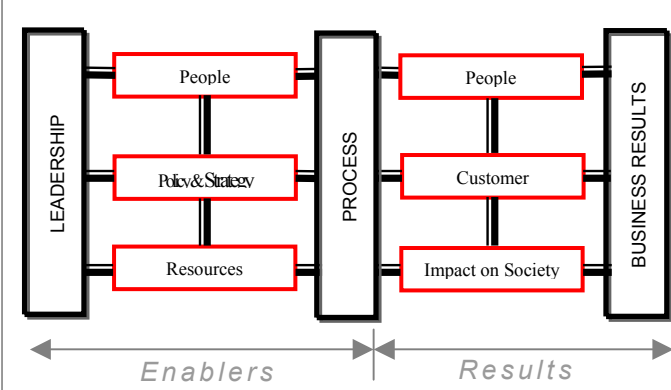 LEADERSHIP
People
Policy & Strategy
Resources
PROCESS
People
Customer
Impact on Society
BUSINESS RESULTS
Enablers
Results